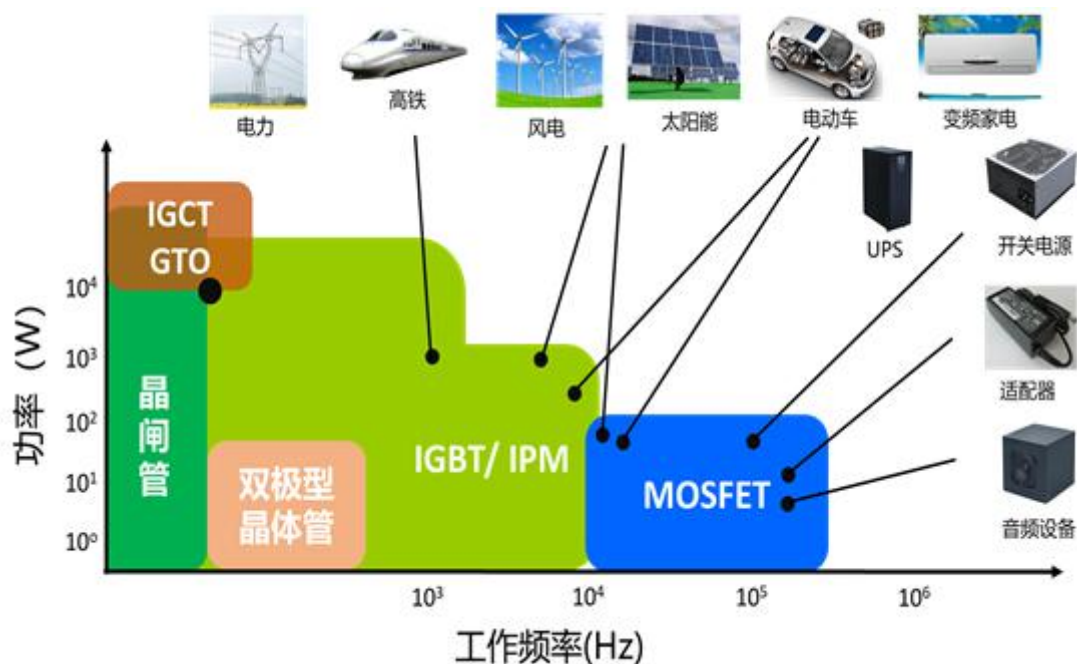 电力
高铁
风电
太阳能
电动车
变频家电
UPS
开关电源
适配器
音频设备
功率（W）
10⁴
10³
10²
10¹
10⁰
IGCT
GTO
晶
闸
管
双极型
晶体管
IGBT/ IPM
MOSFET
10³
10⁴
10⁵
10⁶
工作频率(Hz)